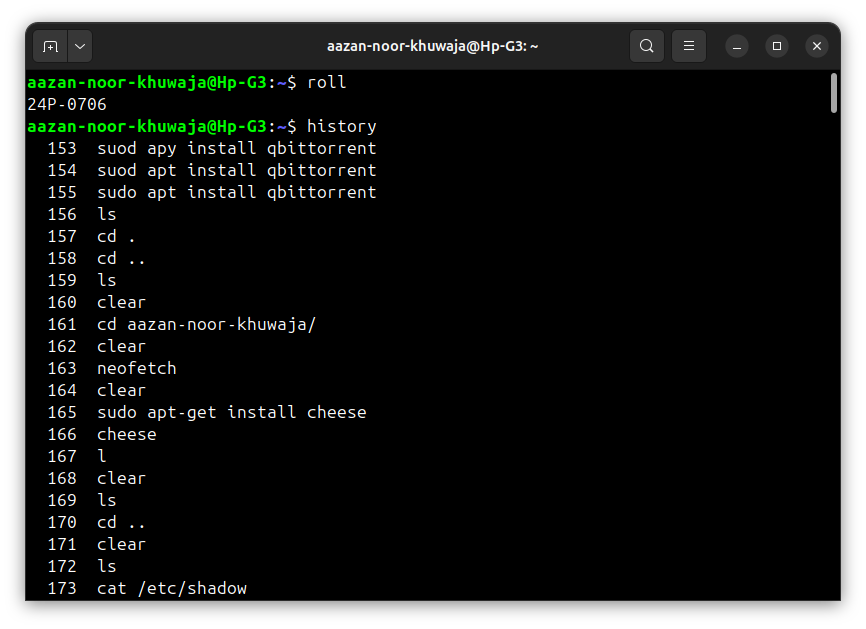 aazan-noor-khuwaja@Hp-G3: ~
aazan-noor-khuwaja@Hp-G3:~$ roll
24P-0706
aazan-noor-khuwaja@Hp-G3:~$ history
153 suod apy install qbittorrent
154 suod apt install qbittorrent
155 sudo apt install qbittorrent
156 ls
157 cd .
158 cd ..
159 ls
160 clear
161 cd aazan-noor-khuwaja/
162 clear
163 neofetch
164 clear
165 sudo apt-get install cheese
166 cheese
167 l
168 clear
169 ls
170 cd ..
171 clear
172 ls
173 cat /etc/shadow